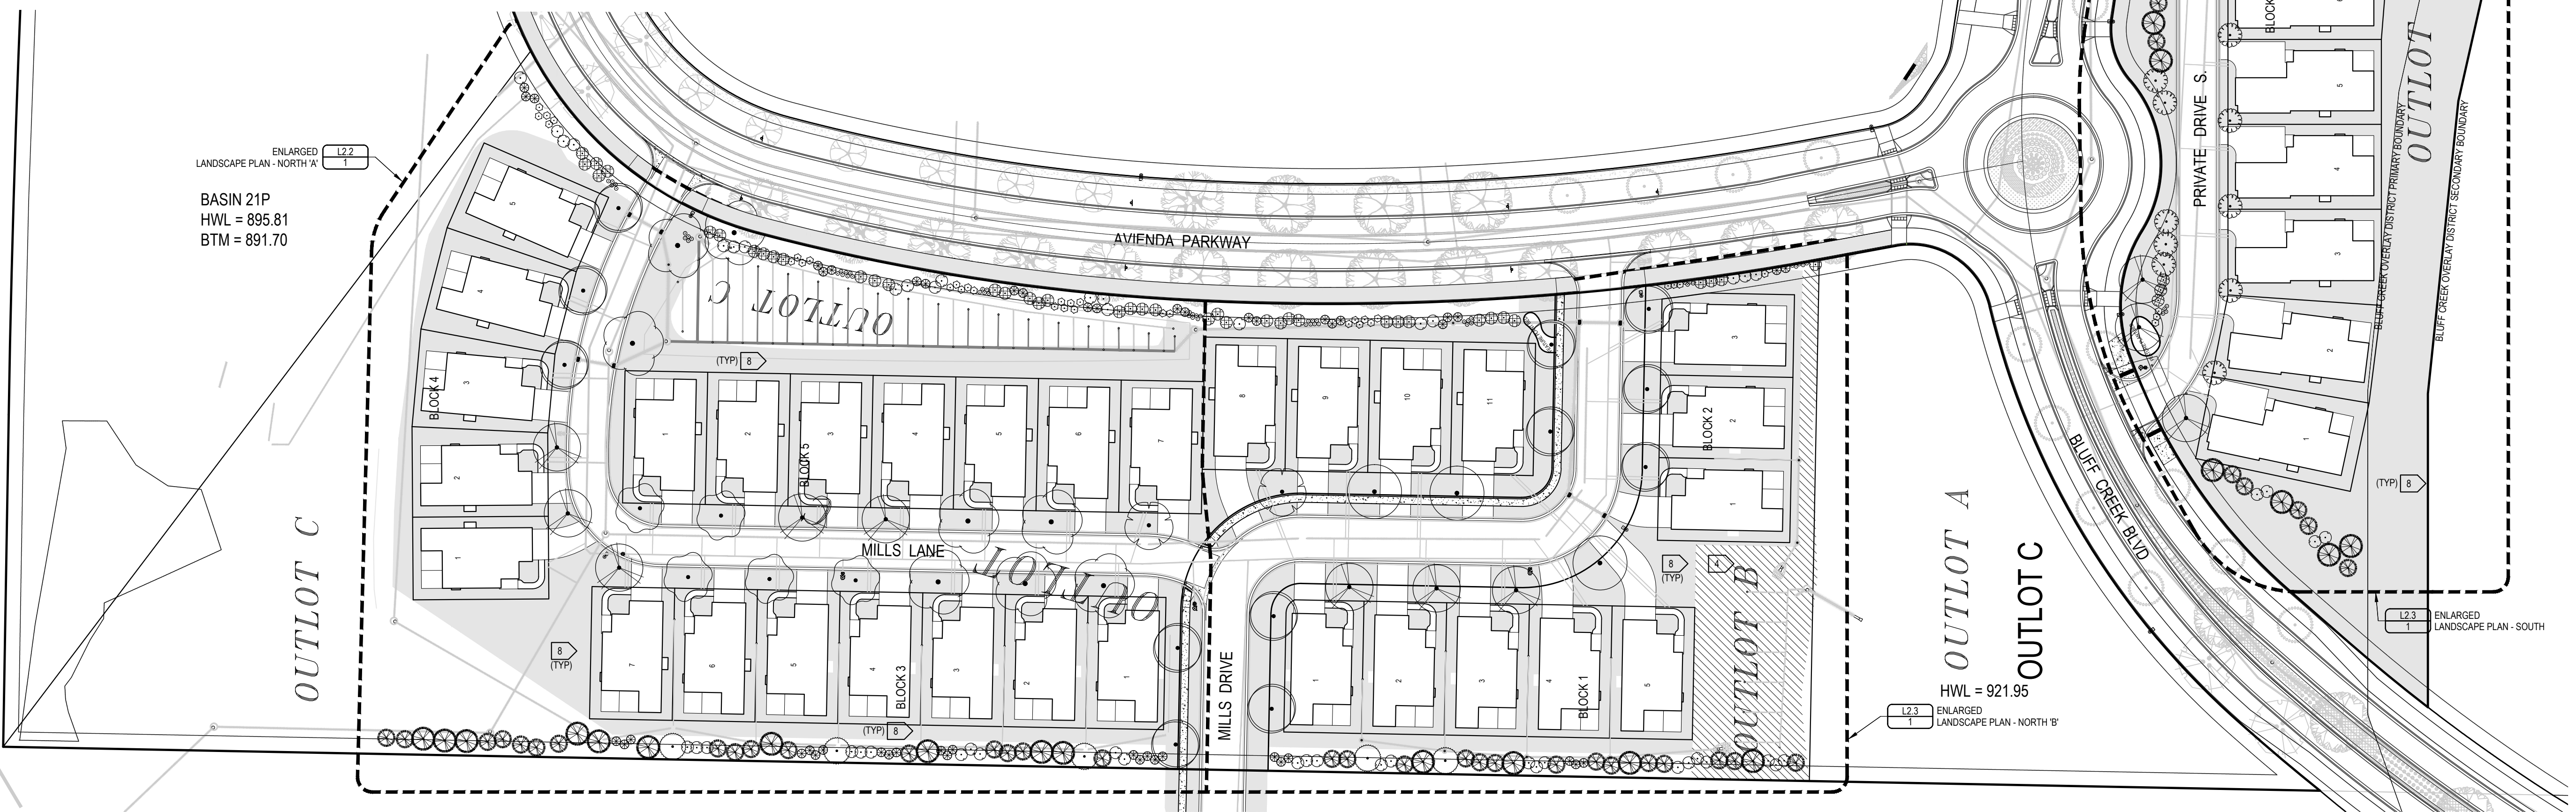 ENLARGED
LANDSCAPE PLAN - NORTH 'A'
L2.2
1
BASIN 21P
HWL = 895.81
BTM = 891.70
OUTLOT C
BLOCK 4
5
4
3
2
1
AVIENDA PARKWAY
OUTLOT C
(TYP) 8
BLOCK 5
1
2
3
4
5
6
7
8
9
10
11
MILLS LANE
OUTLOT
BLOCK 3
7
6
5
4
3
2
1
8
(TYP)
(TYP) 8
MILLS DRIVE
BLOCK 2
3
2
1
8
(TYP)
4
BLOCK 1
1
2
3
4
5
OUTLOT B
OUTLOT A
OUTLOT C
HWL = 921.95
L2.3
1
ENLARGED
LANDSCAPE PLAN - NORTH 'B'
BLUFF CREEK BLVD
PRIVATE DRIVE S.
BLOCK
5
4
3
2
1
OUTLOT
BLUFF CREEK OVERLAY DISTRICT PRIMARY BOUNDARY
BLUFF CREEK OVERLAY DISTRICT SECONDARY BOUNDARY
(TYP) 8
L2.3
1
ENLARGED
LANDSCAPE PLAN - SOUTH